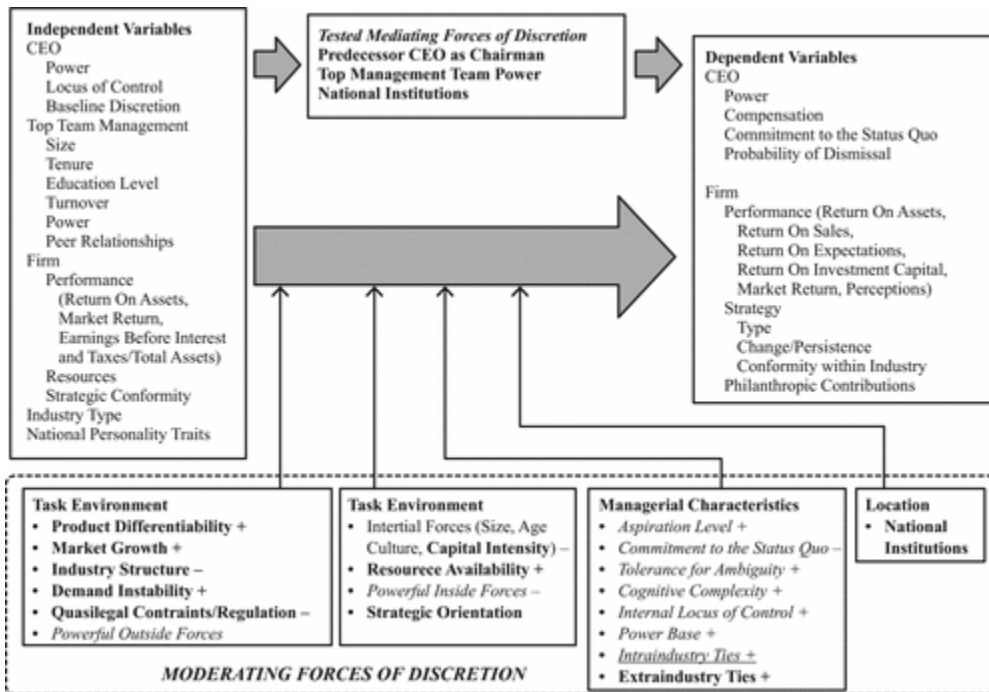 Independent Variables
CEO
Power
Locus of Control
Baseline Discretion
Top Team Management
Size
Tenure
Education Level
Turnover
Power
Peer Relationships
Firm
Performance
(Return On Assets,
Market Return,
Earnings Before Interest
and Taxes/Total Assets)
Resources
Strategic Conformity
Industry Type
National Personality Traits
Tested Mediating Forces of Discretion
Predecessor CEO as Chairman
Top Management Team Power
National Institutions
Dependent Variables
CEO
Power
Compensation
Commitment to the Status Quo
Probability of Dismissal
Firm
Performance (Return On Assets,
Return On Sales,
Return On Expectations,
Return On Investment Capital,
Market Return, Perceptions)
Strategy
Type
Change/Persistence
Conformity within Industry
Philanthropic Contributions
Task Environment
• Product Differentiability +
• Market Growth +
• Industry Structure –
• Demand Instability +
• Quasilegal Contraints/Regulation –
• Powerful Outside Forces
Task Environment
• Intertial Forces (Size, Age
Culture, Capital Intensity) –
• Resourece Availability +
• Powerful Inside Forces –
• Strategic Orientation
Managerial Characteristics
• Aspiration Level +
• Commitment to the Status Quo –
• Tolerance for Ambiguity +
• Cognitive Complexity +
• Internal Locus of Control +
• Power Base +
• Intraindustry Ties +
• Extraindustry Ties +
Location
• National
Institutions
MODERATING FORCES OF DISCRETION